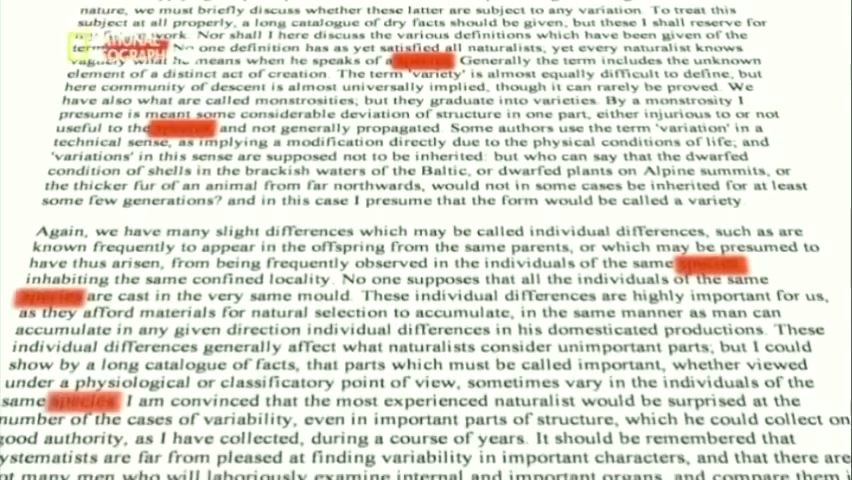 nature, we must briefly discuss whether these latter are subject to any variation. To treat this
subject at all properly, a long catalogue of dry facts should be given, but these I shall reserve for
work. Nor shall I here discuss the various definitions which have been given of the
NATIONAL
GEOGRAPHIC
term No one definition has as yet satisfied all naturalists, yet every naturalist knows
vaguely what he means when he speaks of a species Generally the term includes the unknown
element of a distinct act of creation. The term 'variety' is almost equally difficult to define, but
here community of descent is almost universally implied, though it can rarely be proved. We
have also what are called monstrosities; but they graduate into varieties. By a monstrosity I
presume is meant some considerable deviation of structure in one part, either injurious to or not
useful to the species and not generally propagated. Some authors use the term 'variation' in a
technical sense, as implying a modification directly due to the physical conditions of life; and
'variations' in this sense are supposed not to be inherited: but who can say that the dwarfed
condition of shells in the brackish waters of the Baltic, or dwarfed plants on Alpine summits, or
the thicker fur of an animal from far northwards, would not in some cases be inherited for at least
some few generations? and in this case I presume that the form would be called a variety.
Again, we have many slight differences which may be called individual differences, such as are
known frequently to appear in the offspring from the same parents, or which may be presumed to
have thus arisen, from being frequently observed in the individuals of the same species
inhabiting the same confined locality. No one supposes that all the individuals of the same
species are cast in the very same mould. These individual differences are highly important for us,
as they afford materials for natural selection to accumulate, in the same manner as man can
accumulate in any given direction individual differences in his domesticated productions. These
individual differences generally affect what naturalists consider unimportant parts; but I could
show by a long catalogue of facts, that parts which must be called important, whether viewed
under a physiological or classificatory point of view, sometimes vary in the individuals of the
same species. I am convinced that the most experienced naturalist would be surprised at the
number of the cases of variability, even in important parts of structure, which he could collect on
good authority, as I have collected, during a course of years. It should be remembered that
ystematists are far from pleased at finding variability in important characters, and that there are
ot many men who will laboriously examine internal and important organs, and compare them i